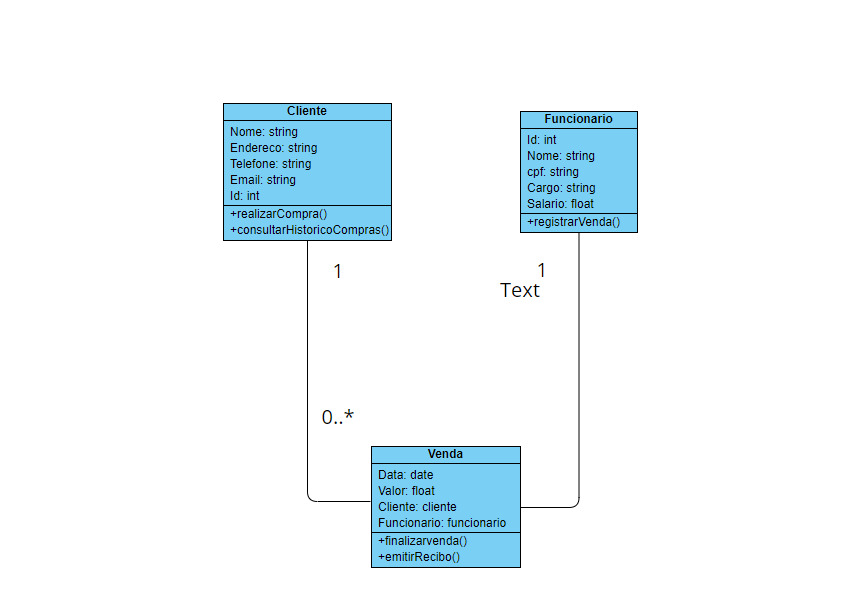 Cliente
Nome: string
Endereco: string
Telefone: string
Email: string
Id: int
+realizarCompra()
+consultarHistoricoCompras()
Funcionario
Id: int
Nome: string
cpf: string
Cargo: string
Salario: float
+registrarVenda()
1
1
Text
0..*
Venda
Data: date
Valor: float
Cliente: cliente
Funcionario: funcionario
+finalizarvenda()
+emitirRecibo()